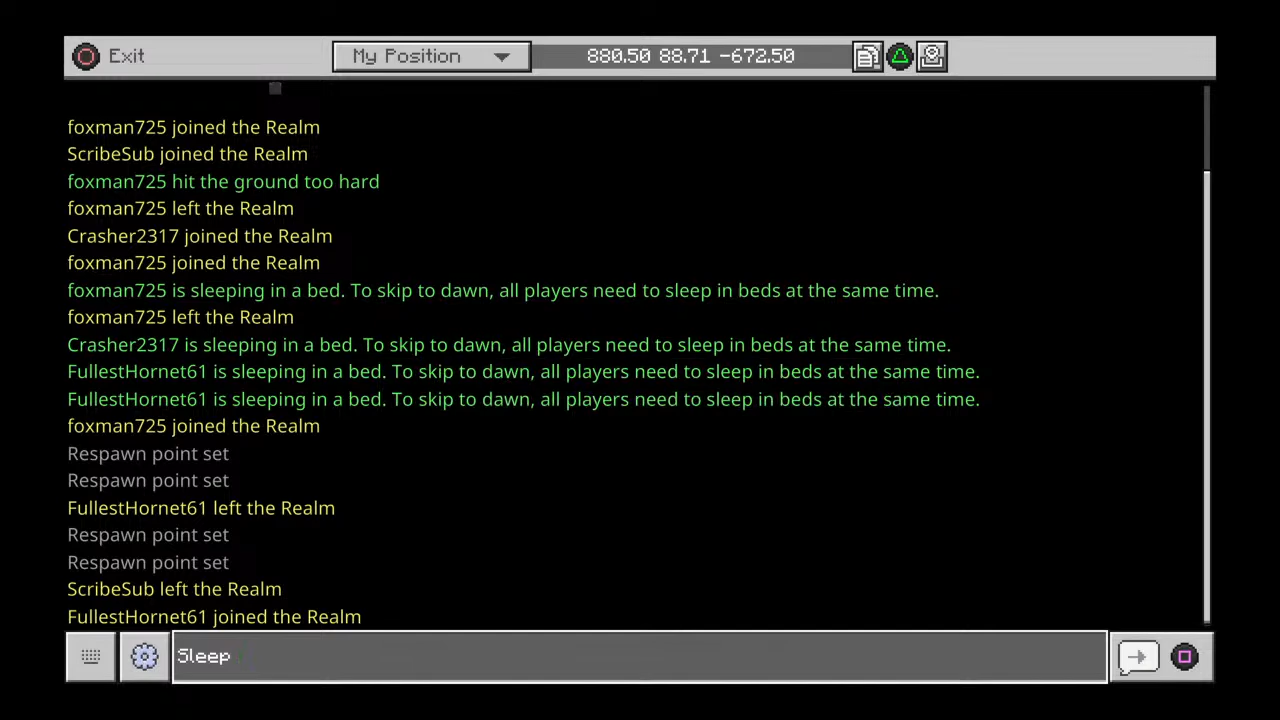 Exit
My Position
880.50 88.71 -672.50
foxman725 joined the Realm
ScribeSub joined the Realm
foxman725 hit the ground too hard
foxman725 left the Realm
Crasher2317 joined the Realm
foxman725 joined the Realm
foxman725 is sleeping in a bed. To skip to dawn, all players need to sleep in beds at the same time.
foxman725 left the Realm
Crasher2317 is sleeping in a bed. To skip to dawn, all players need to sleep in beds at the same time.
FullestHornet61 is sleeping in a bed. To skip to dawn, all players need to sleep in beds at the same time.
FullestHornet61 is sleeping in a bed. To skip to dawn, all players need to sleep in beds at the same time.
foxman725 joined the Realm
Respawn point set
Respawn point set
FullestHornet61 left the Realm
Respawn point set
Respawn point set
ScribeSub left the Realm
FullestHornet61 joined the Realm
Sleep